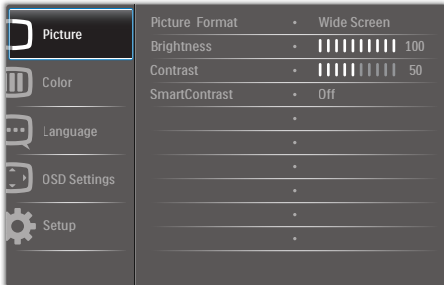 Picture
Color
Language
OSD Settings
Setup
Picture Format • Wide Screen
Brightness • 100
Contrast • 50
SmartContrast • Off
•
•
•
•
•
•